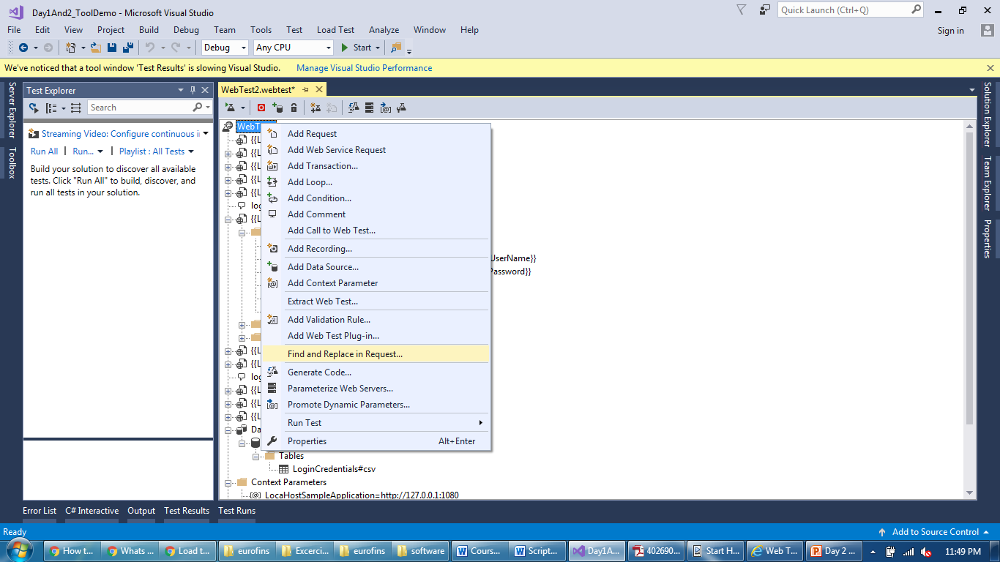 Day1And2_ToolDemo - Microsoft Visual Studio
Quick Launch (Ctrl+Q)
File Edit View Project Build Debug Team Tools Test Load Test Analyze Window Help
Sign in
Debug Any CPU Start
We've noticed that a tool window 'Test Results' is slowing Visual Studio. Manage Visual Studio Performance
Server Explorer
Toolbox
Test Explorer
Search
Streaming Video: Configure continuous i
Run All | Run... | Playlist : All Tests
Build your solution to discover all available
tests. Click "Run All" to build, discover, and
run all tests in your solution.
WebTest2.webtest*
WebT
{{L
{{L
{{L
{{L
{{L
log
{{L
UserName}}
Password}}
{{L
{{L
log
{{L
{{L
{{L
Da
Tables
LoginCredentials#csv
Context Parameters
LocaHostSampleApplication=http://127.0.0.1:1080
Add Request
Add Web Service Request
Add Transaction...
Add Loop...
Add Condition...
Add Comment
Add Call to Web Test...
Add Recording...
Add Data Source...
Add Context Parameter
Extract Web Test...
Add Validation Rule...
Add Web Test Plug-in...
Find and Replace in Request...
Generate Code...
Parameterize Web Servers...
Promote Dynamic Parameters...
Run Test
Properties Alt+Enter
Solution Explorer
Team Explorer
Properties
Error List C# Interactive Output Test Results Test Runs
Ready
Add to Source Control
How t... Whats ... Load t... eurofins Excerci... eurofins software Cours... Script... Day1A... 402690... Start H... Web T... Day 2 ... 11:49 PM